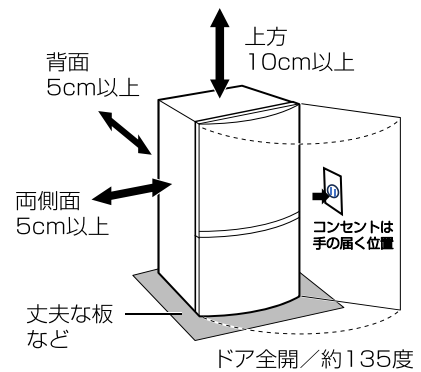 上方
10cm以上
背面
5cm以上
両側面
5cm以上
コンセントは
手の届く位置
丈夫な板
など
ドア全開／約135度